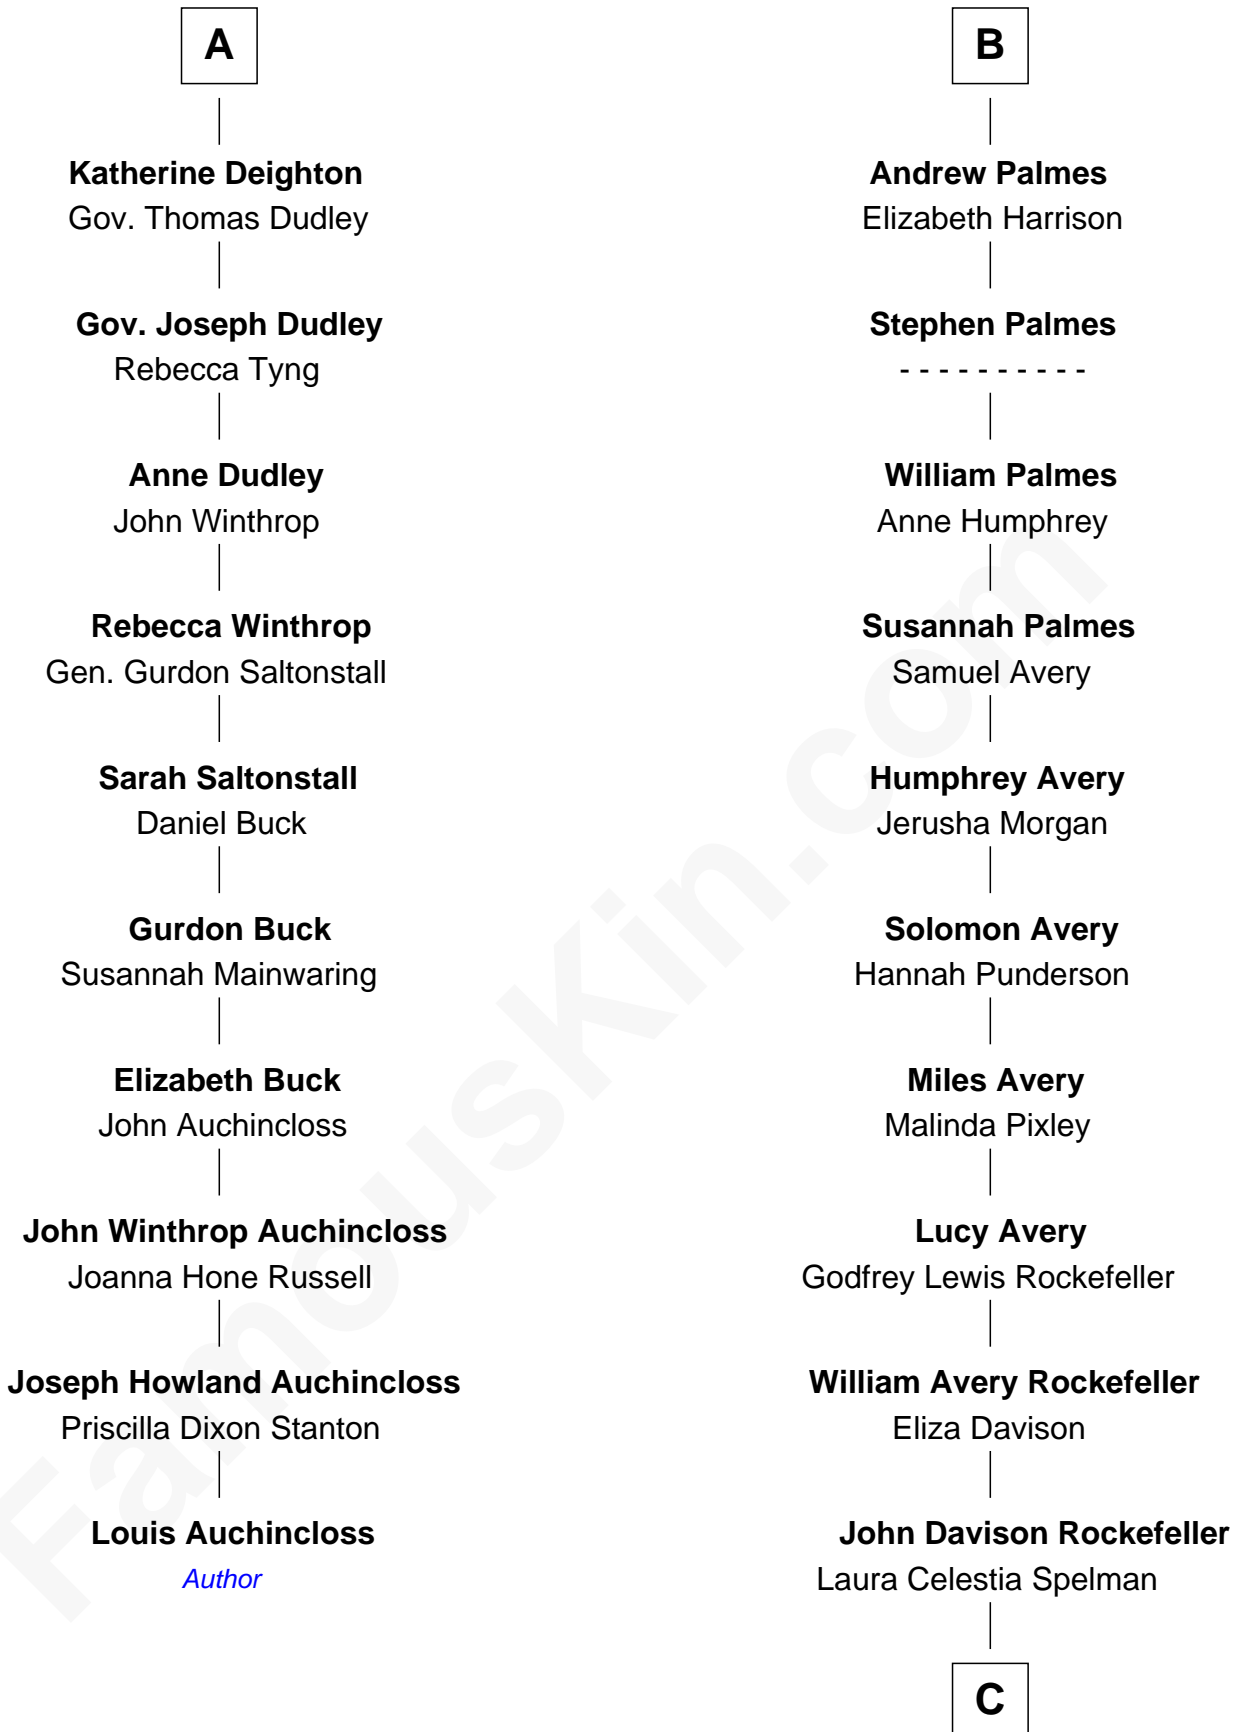 A
Katherine Deighton
Gov. Thomas Dudley
Gov. Joseph Dudley
Rebecca Tyng
Anne Dudley
John Winthrop
Rebecca Winthrop
Gen. Gurdon Saltonstall
Sarah Saltonstall
Daniel Buck
Gurdon Buck
Susannah Mainwaring
Elizabeth Buck
John Auchincloss
John Winthrop Auchincloss
Joanna Hone Russell
Joseph Howland Auchincloss
Priscilla Dixon Stanton
Louis Auchincloss
Author
B
Andrew Palmes
Elizabeth Harrison
Stephen Palmes
- - - - - - - - - -
William Palmes
Anne Humphrey
Susannah Palmes
Samuel Avery
Humphrey Avery
Jerusha Morgan
Solomon Avery
Hannah Punderson
Miles Avery
Malinda Pixley
Lucy Avery
Godfrey Lewis Rockefeller
William Avery Rockefeller
Eliza Davison
John Davison Rockefeller
Laura Celestia Spelman
C
FamousKin.com